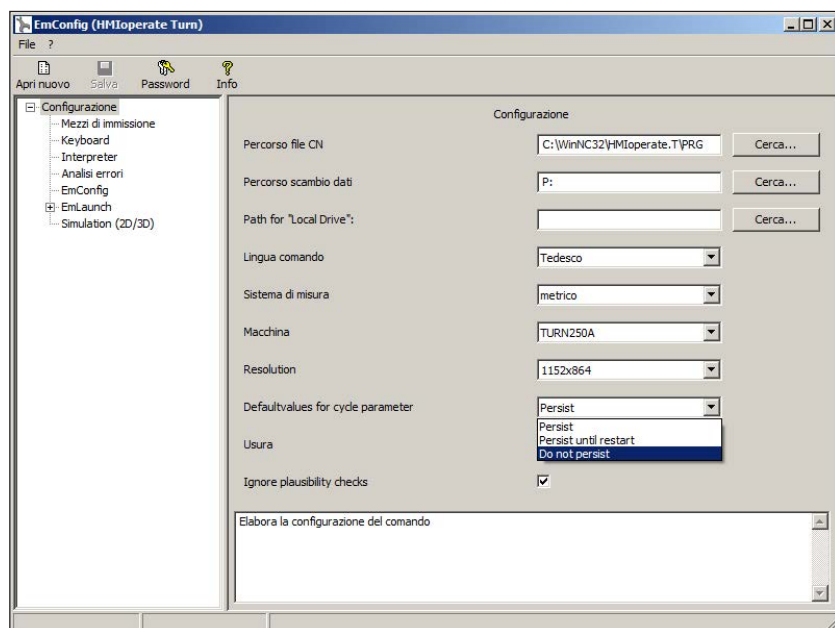 EmConfig (HMIoperate Turn)
File ?
Apri nuovo Salva Password Info
Configurazione
Mezzi di immissione
Keyboard
Interpreter
Analisi errori
EmConfig
EmLaunch
Simulation (2D/3D)
Configurazione
Percorso file CN C:\WinNC32\HMIoperate.T\PRG Cerca...
Percorso scambio dati P: Cerca...
Path for "Local Drive": Cerca...
Lingua comando Tedesco
Sistema di misura metrico
Macchina TURN250A
Resolution 1152x864
Defaultvalues for cycle parameter Persist
Persist
Persist until restart
Do not persist
Usura
Ignore plausibility checks
Elabora la configurazione del comando